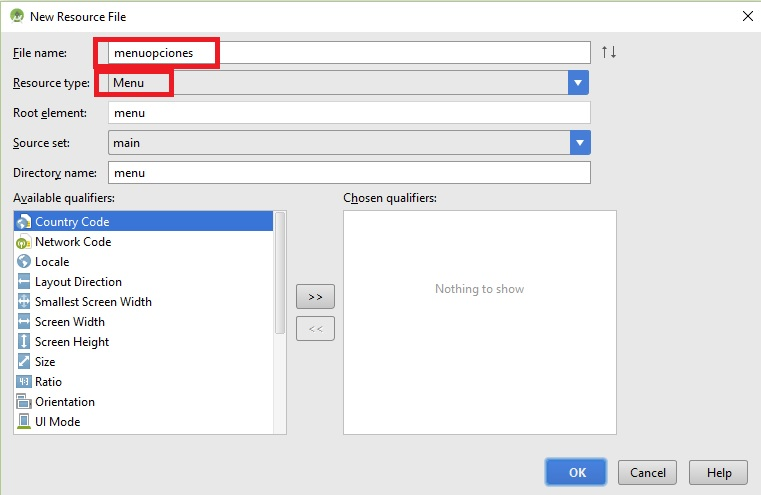 New Resource File
File name: menuopciones
Resource type: Menu
Root element: menu
Source set: main
Directory name: menu
Available qualifiers: Chosen qualifiers:
Country Code
Network Code
Locale
Layout Direction
Smallest Screen Width
Screen Width
Screen Height
Size
Ratio
Orientation
UI Mode
>>
<<
Nothing to show
OK Cancel Help